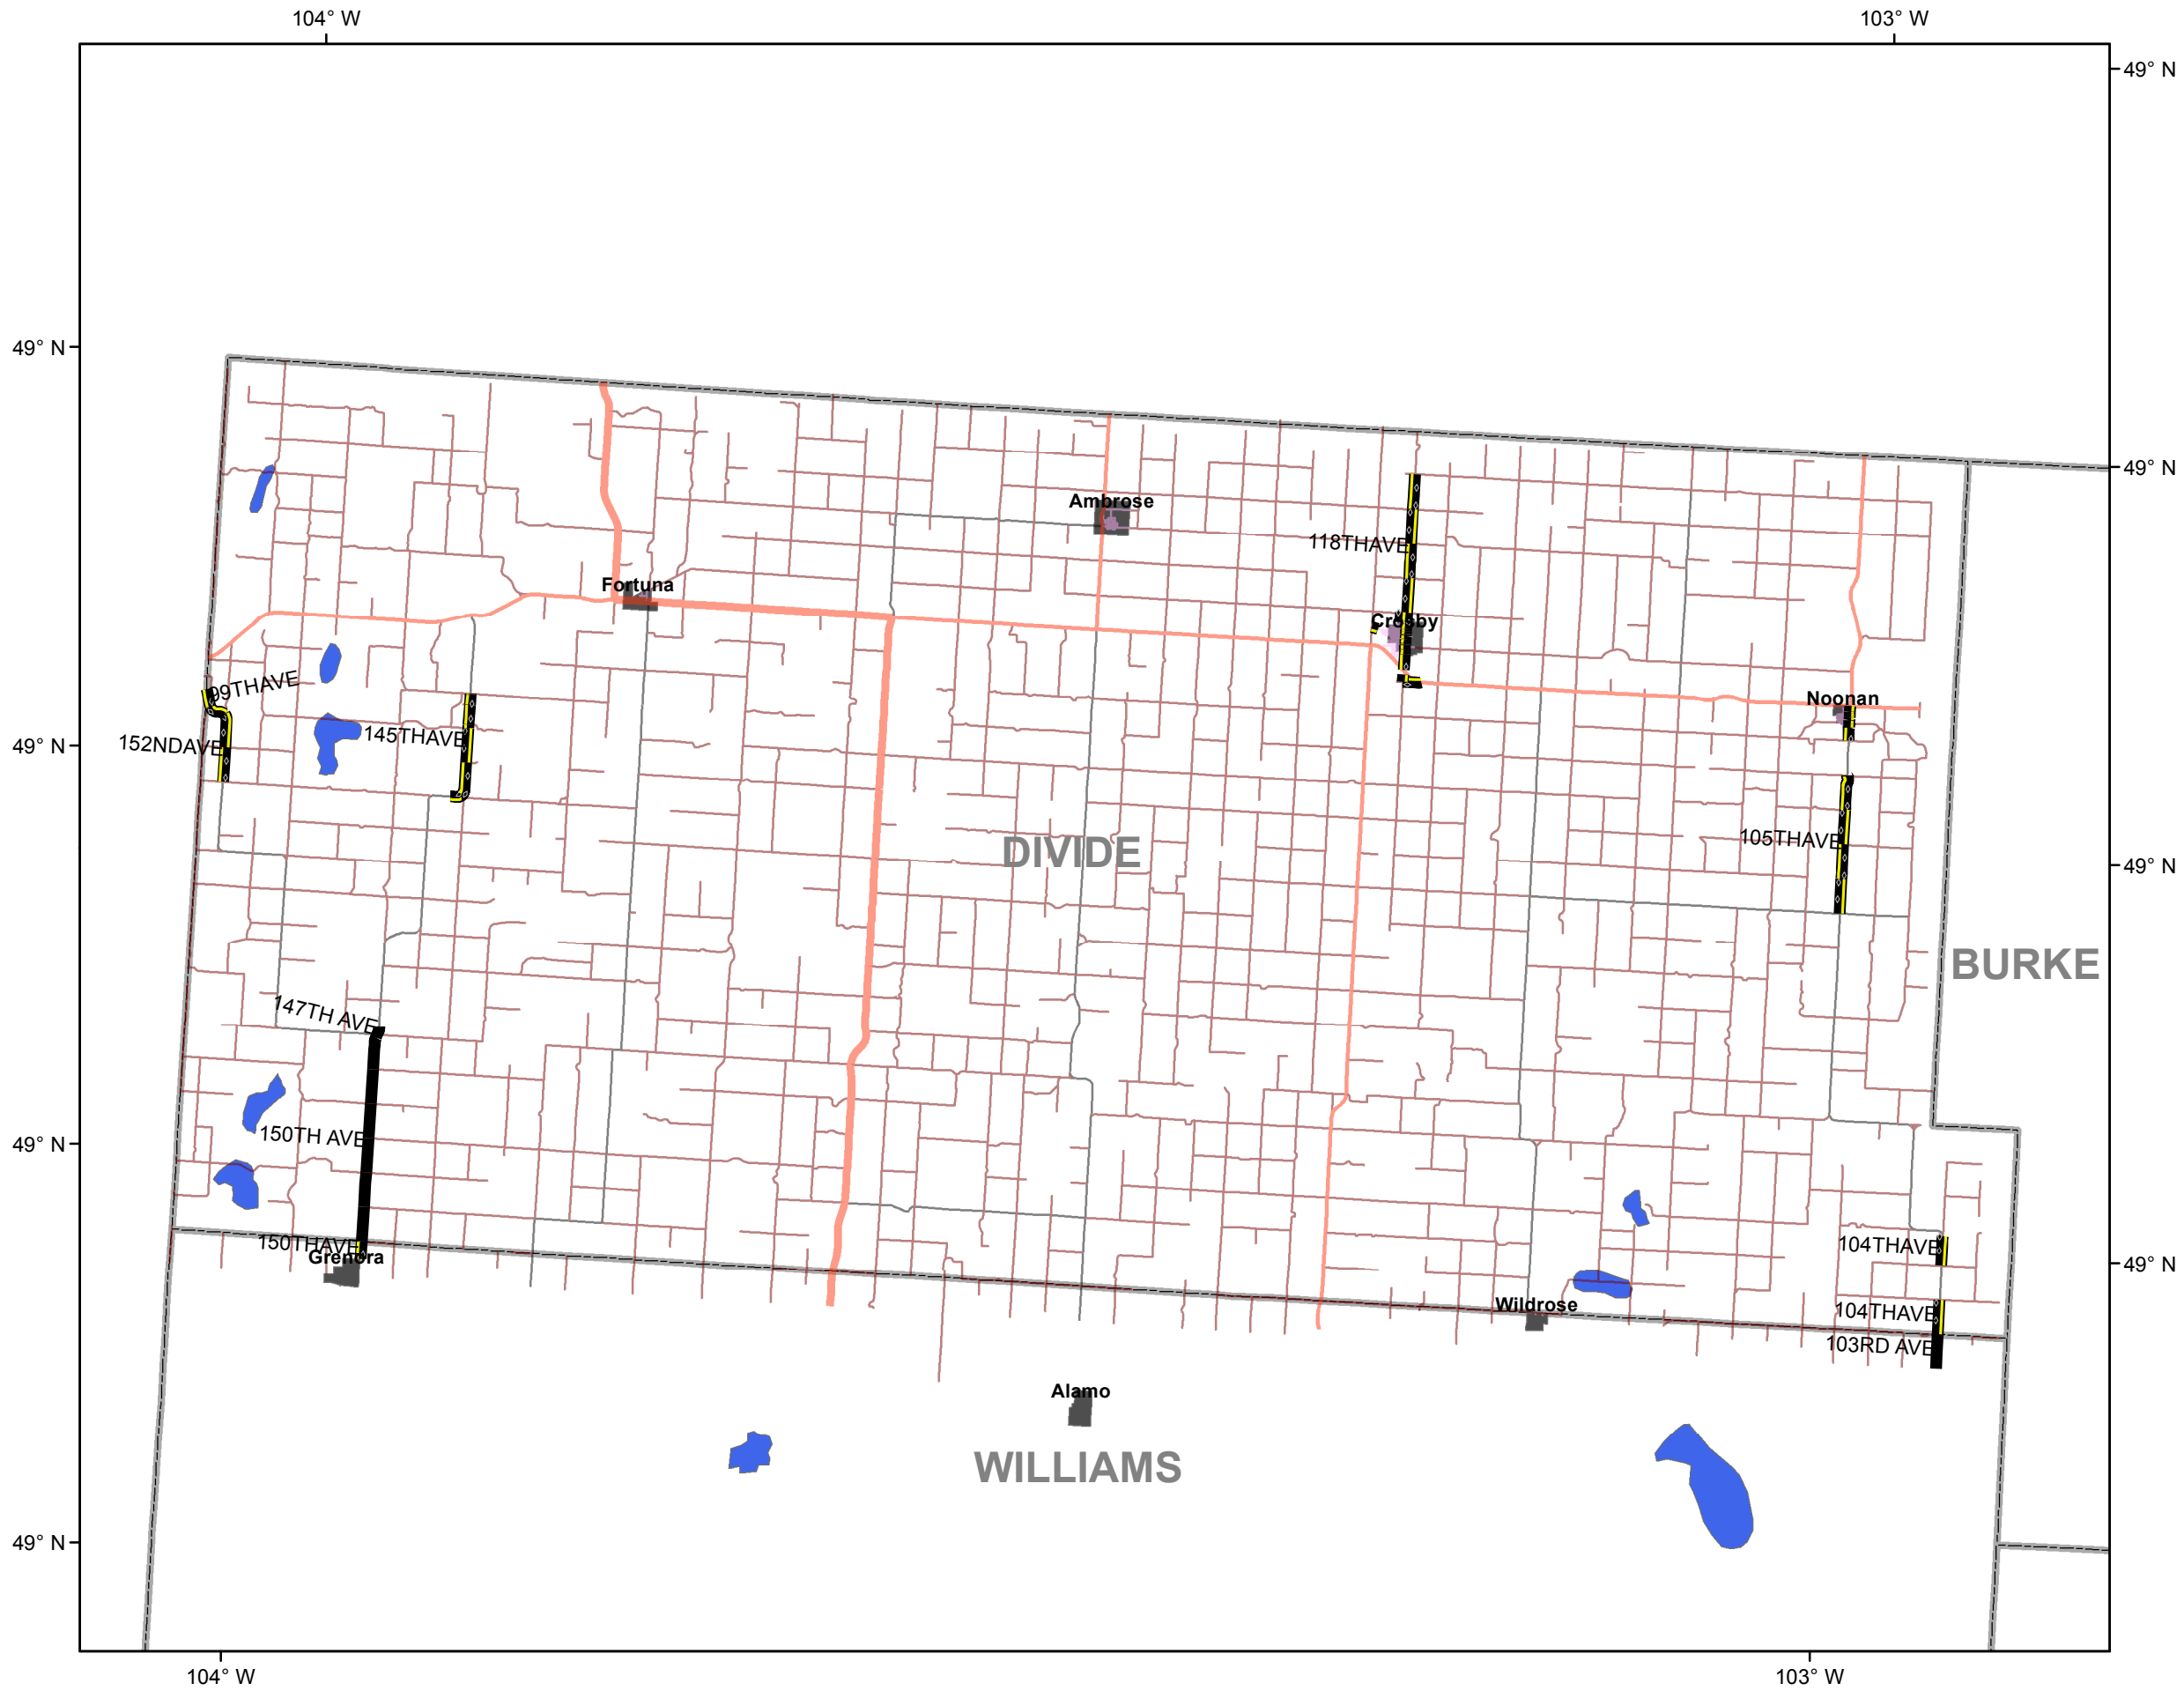 104° W
103° W
49° N
49° N
49° N
Ambrose
118THAVE
Fortuna
Crosby
99THAVE
Noonan
145THAVE
152NDAVE
49° N
105THAVE
DIVIDE
49° N
BURKE
147TH AVE
150TH AVE
49° N
150THAVE
Grenora
104THAVE
49° N
Wildrose
104THAVE
103RD AVE
Alamo
WILLIAMS
49° N
104° W
103° W